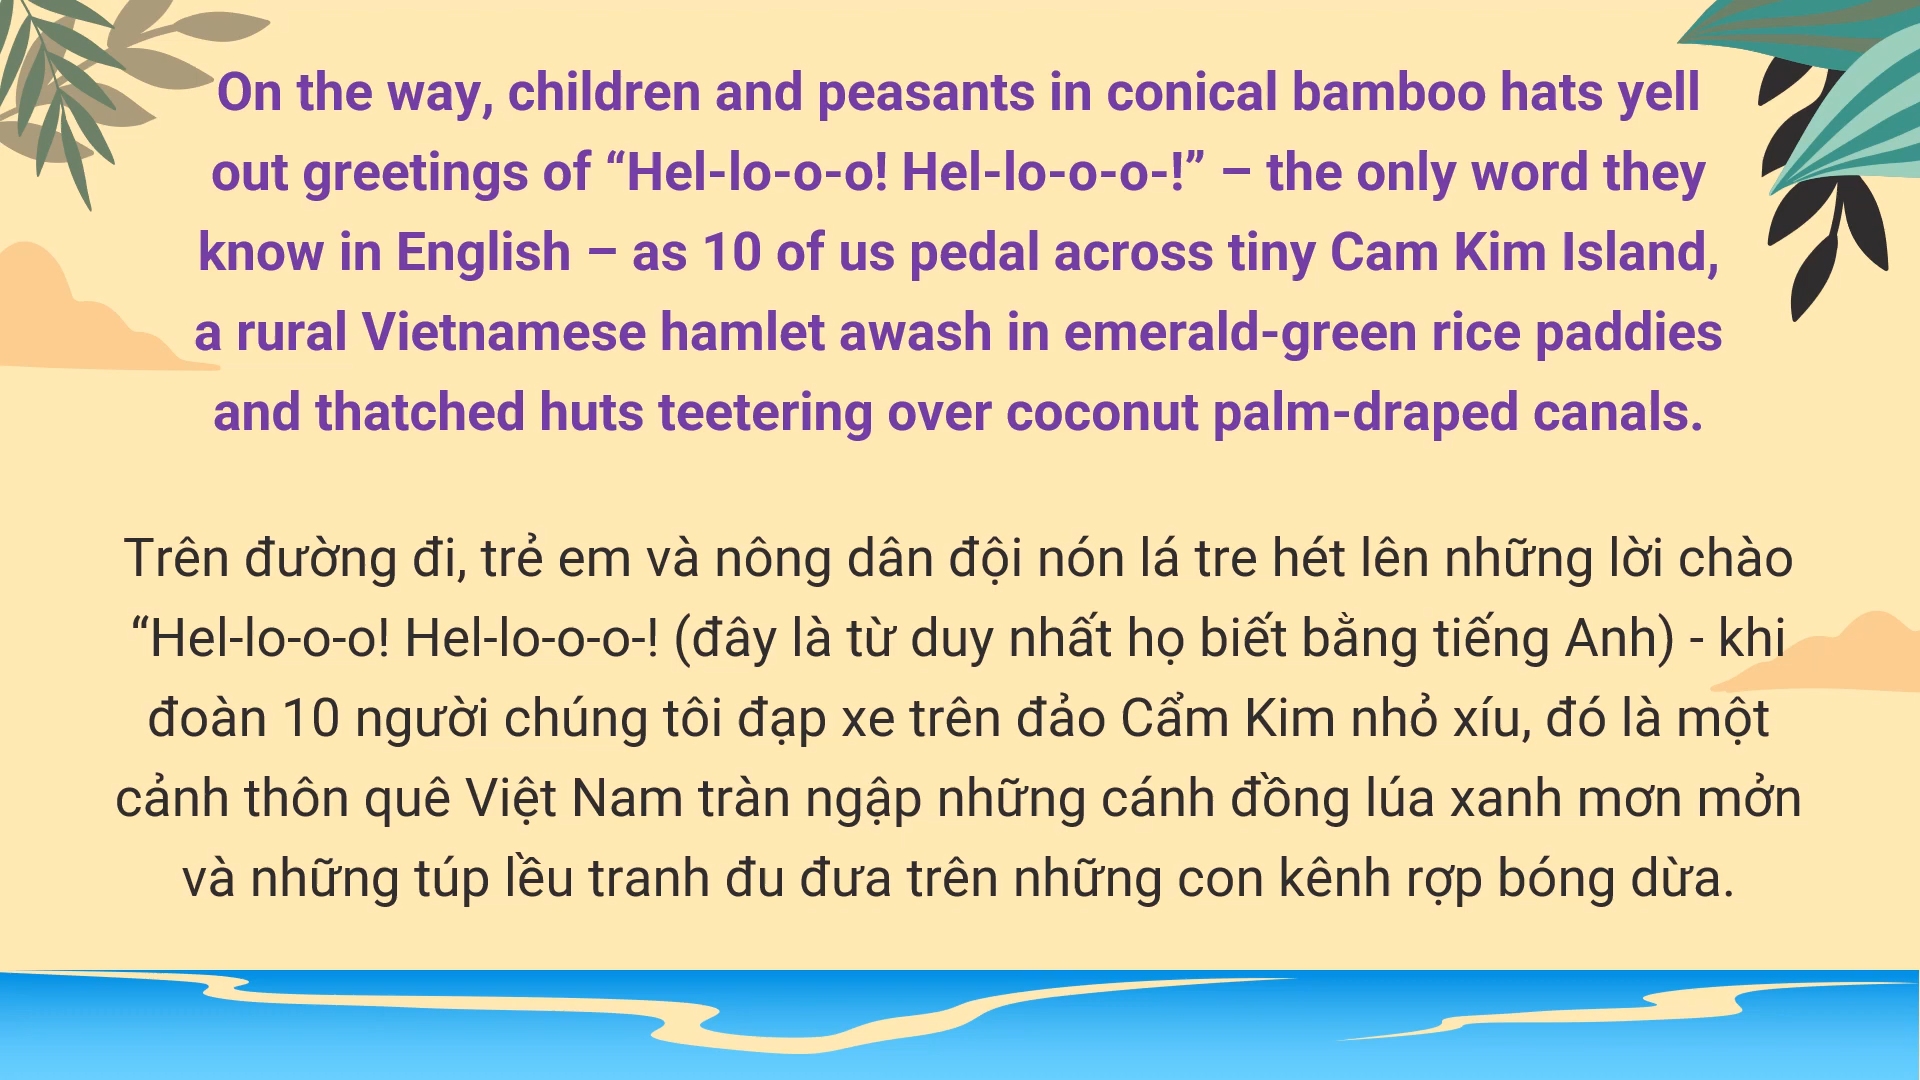 On the way, children and peasants in conical bamboo hats yell
out greetings of “Hel-lo-o-o! Hel-lo-o-o-!” – the only word they
know in English – as 10 of us pedal across tiny Cam Kim Island,
a rural Vietnamese hamlet awash in emerald-green rice paddies
and thatched huts teetering over coconut palm-draped canals.
Trên đường đi, trẻ em và nông dân đội nón lá tre hét lên những lời chào
“Hel-lo-o-o! Hel-lo-o-o-! (đây là từ duy nhất họ biết bằng tiếng Anh) - khi
đoàn 10 người chúng tôi đạp xe trên đảo Cẩm Kim nhỏ xíu, đó là một
cảnh thôn quê Việt Nam tràn ngập những cánh đồng lúa xanh mơn mởn
và những túp lều tranh đu đưa trên những con kênh rợp bóng dừa.